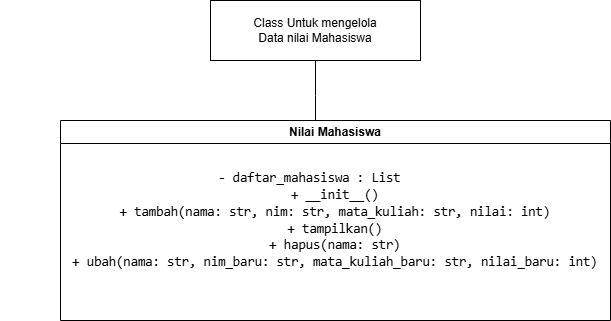 Class Untuk mengelola
Data nilai Mahasiswa
Nilai Mahasiswa
- daftar_mahasiswa : List
+ __init__()
+ tambah(nama: str, nim: str, mata_kuliah: str, nilai: int)
+ tampilkan()
+ hapus(nama: str)
+ ubah(nama: str, nim_baru: str, mata_kuliah_baru: str, nilai_baru: int)